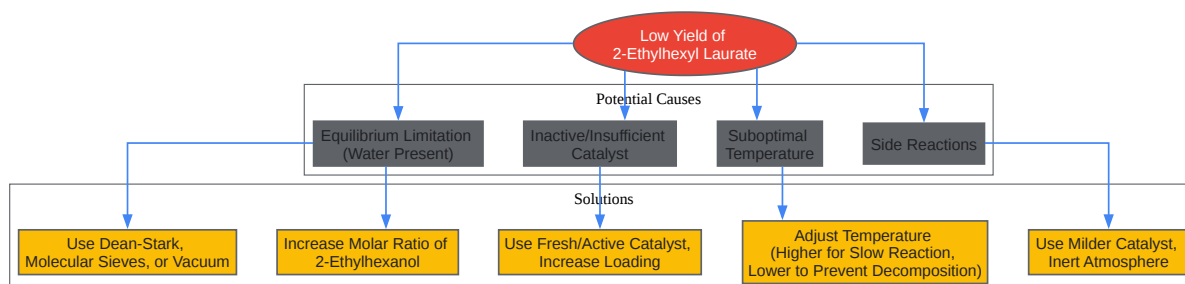 Low Yield of
2-Ethylhexyl Laurate
Potential Causes
Equilibrium Limitation
(Water Present)
Inactive/Insufficient
Catalyst
Suboptimal
Temperature
Side Reactions
Solutions
Use Dean-Stark,
Molecular Sieves, or Vacuum
Increase Molar Ratio of
2-Ethylhexanol
Use Fresh/Active Catalyst,
Increase Loading
Adjust Temperature
(Higher for Slow Reaction,
Lower to Prevent Decomposition)
Use Milder Catalyst,
Inert Atmosphere